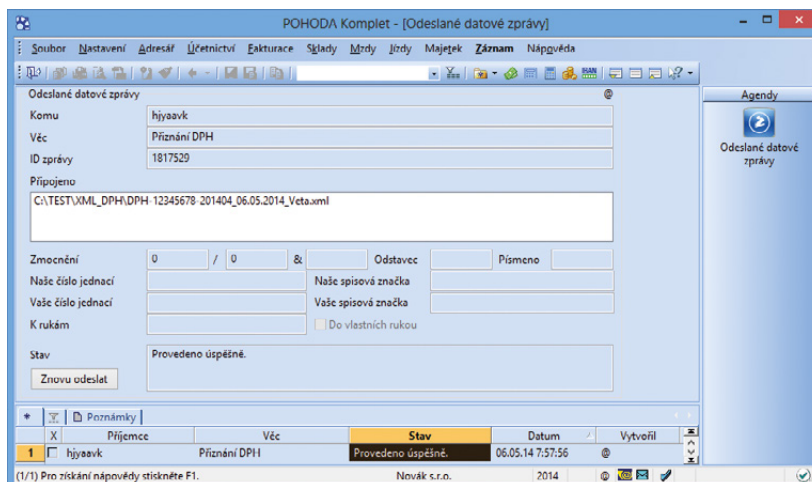 POHODA Komplet - [Odeslané datové zprávy]
Soubor Nastavení Adresář Účetnictví Fakturace Sklady Mzdy Jízdy Majetek Záznam Nápověda
Odeslané datové zprávy @
Komu hjyaavk
Věc Přiznání DPH
ID zprávy 1817529
Připojeno
C:\TEST\XML_DPH\DPH-12345678-201404_06.05.2014_Veta.xml
Zmocnění 0 / 0 & Odstavec Písmeno
Naše číslo jednací Naše spisová značka
Vaše číslo jednací Vaše spisová značka
K rukám Do vlastních rukou
Stav Provedeno úspěšně.
Znovu odeslat
Agendy
Odeslané datové
zprávy
* Poznámky
X Příjemce Věc Stav Datum Vytvořil
1 hjyaavk Přiznání DPH Provedeno úspěšně. 06.05.14 7:57:56 @
(1/1) Pro získání nápovědy stiskněte F1. Novák s.r.o. 2014 @